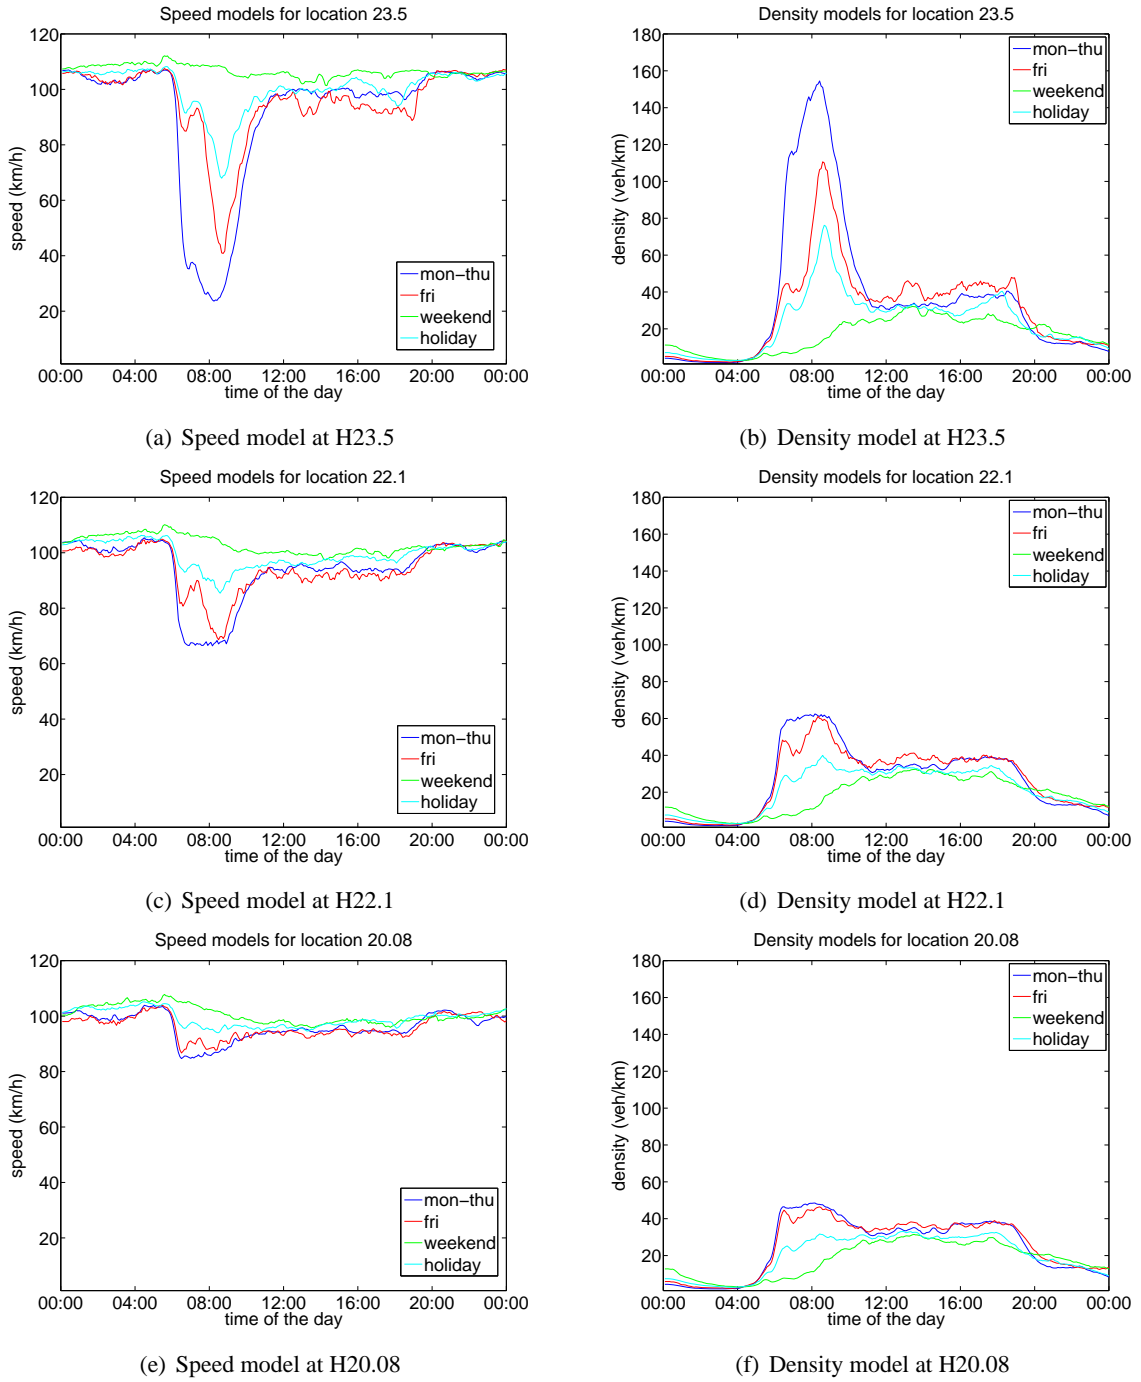 Speed models for location 23.5
120
100
80
60
40
20
00:00 04:00 08:00 12:00 16:00 20:00 00:00
speed (km/h)
time of the day
mon−thu
fri
weekend
holiday
(a) Speed model at H23.5
Density models for location 23.5
180
160
140
120
100
80
60
40
20
00:00 04:00 08:00 12:00 16:00 20:00 00:00
density (veh/km)
time of the day
mon−thu
fri
weekend
holiday
(b) Density model at H23.5
Speed models for location 22.1
120
100
80
60
40
20
00:00 04:00 08:00 12:00 16:00 20:00 00:00
speed (km/h)
time of the day
mon−thu
fri
weekend
holiday
(c) Speed model at H22.1
Density models for location 22.1
180
160
140
120
100
80
60
40
20
00:00 04:00 08:00 12:00 16:00 20:00 00:00
density (veh/km)
time of the day
mon−thu
fri
weekend
holiday
(d) Density model at H22.1
Speed models for location 20.08
120
100
80
60
40
20
00:00 04:00 08:00 12:00 16:00 20:00 00:00
speed (km/h)
time of the day
mon−thu
fri
weekend
holiday
(e) Speed model at H20.08
Density models for location 20.08
180
160
140
120
100
80
60
40
20
00:00 04:00 08:00 12:00 16:00 20:00 00:00
density (veh/km)
time of the day
mon−thu
fri
weekend
holiday
(f) Density model at H20.08